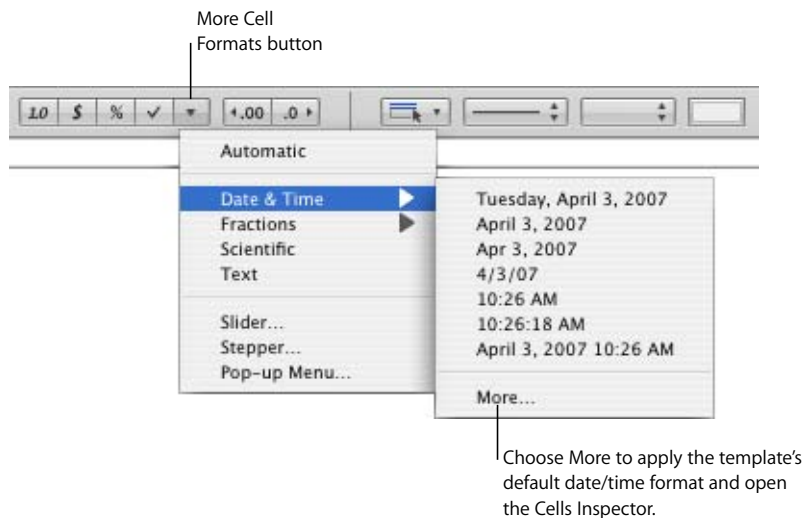 More Cell
Formats button
1.0 $ % ✓ .00 .0
Automatic
Date & Time
Fractions
Scientific
Text
Slider...
Stepper...
Pop-up Menu...
Tuesday, April 3, 2007
April 3, 2007
Apr 3, 2007
4/3/07
10:26 AM
10:26:18 AM
April 3, 2007 10:26 AM
More...
Choose More to apply the template's
default date/time format and open
the Cells Inspector.